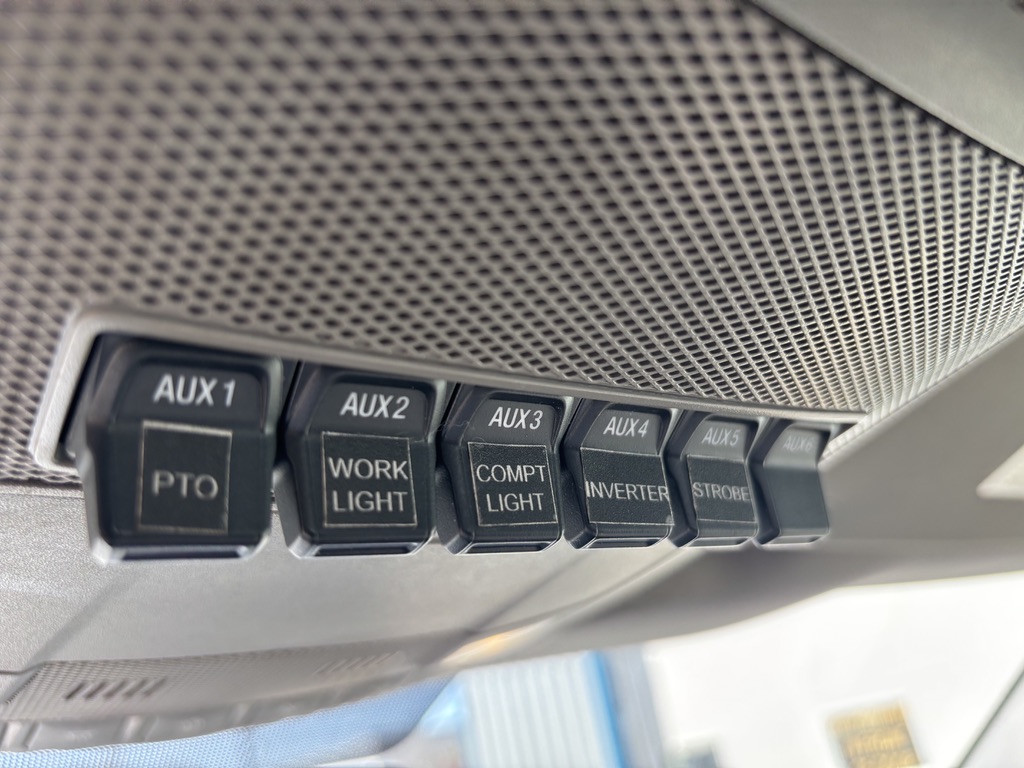 AUX 1
PTO
AUX 2
WORK
LIGHT
AUX 3
COMPT
LIGHT
AUX 4
INVERTER
AUX 5
STROBE
AUX 6